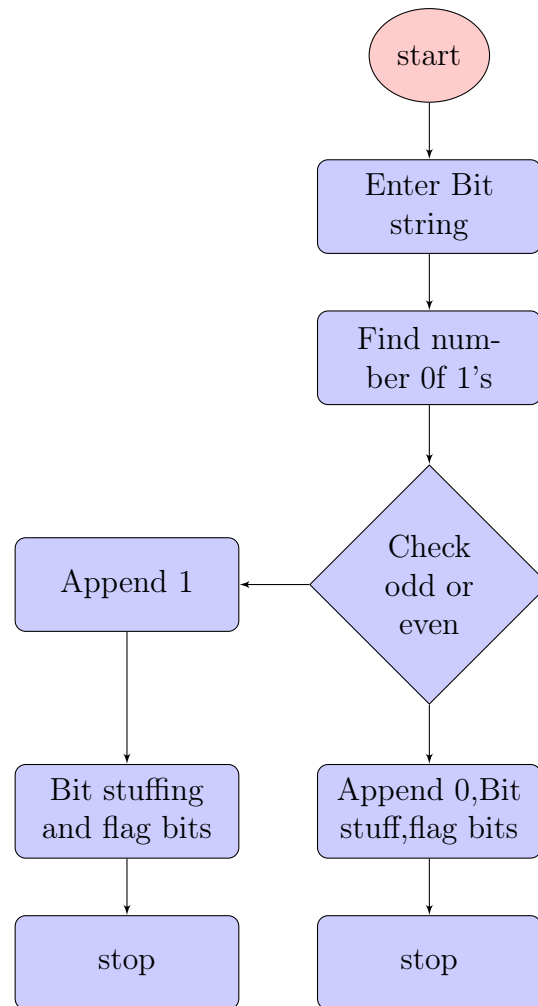 start
Enter Bit
string
Find num-
ber 0f 1's
Check
odd or
even
Append 1
Bit stuffing
and flag bits
Append 0,Bit
stuff,flag bits
stop
stop